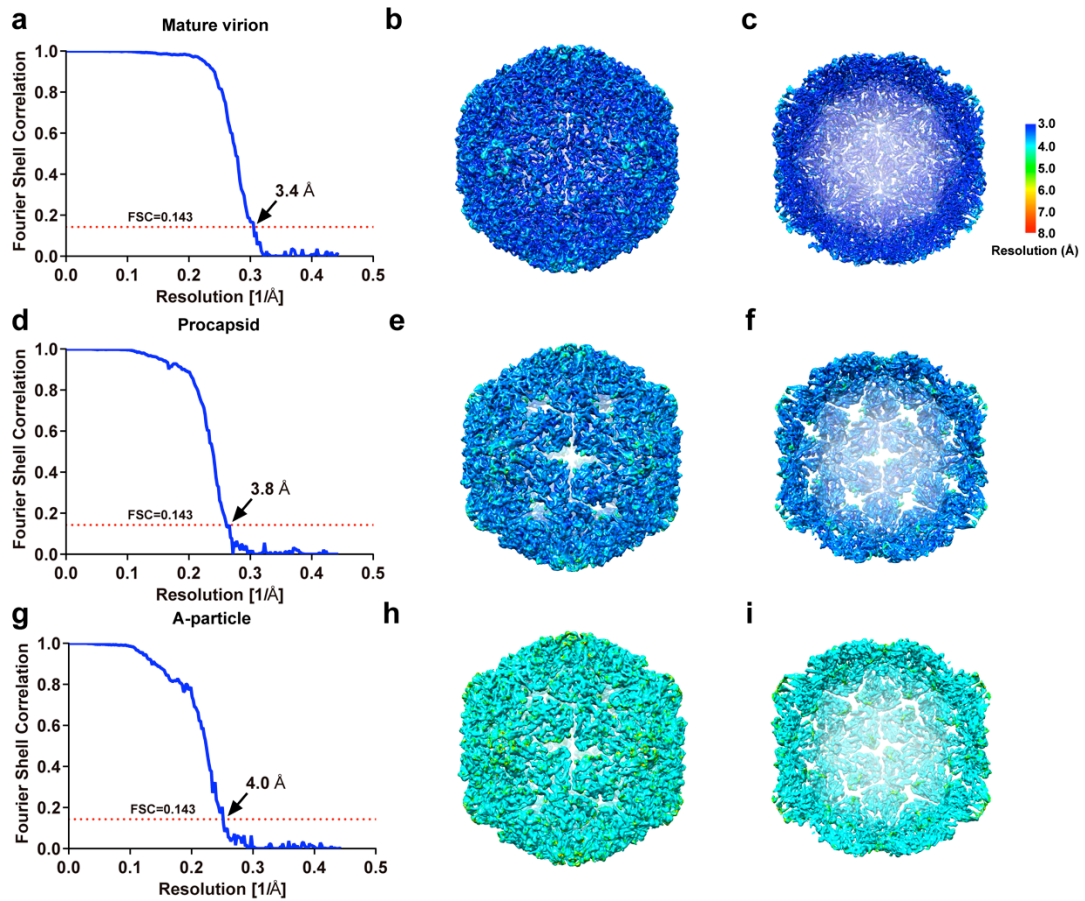 a
Mature virion
b
c
1.0
0.8
0.6
0.4
0.2
0.0
Fourier Shell Correlation
3.4 Å
FSC=0.143
0.0 0.1 0.2 0.3 0.4 0.5
Resolution [1/Å]
3.0
4.0
5.0
6.0
7.0
8.0
Resolution (Å)
d
Procapsid
e
f
1.0
0.8
0.6
0.4
0.2
0.0
Fourier Shell Correlation
3.8 Å
FSC=0.143
0.0 0.1 0.2 0.3 0.4 0.5
Resolution [1/Å]
g
A-particle
h
i
1.0
0.8
0.6
0.4
0.2
0.0
Fourier Shell Correlation
4.0 Å
FSC=0.143
0.0 0.1 0.2 0.3 0.4 0.5
Resolution [1/Å]